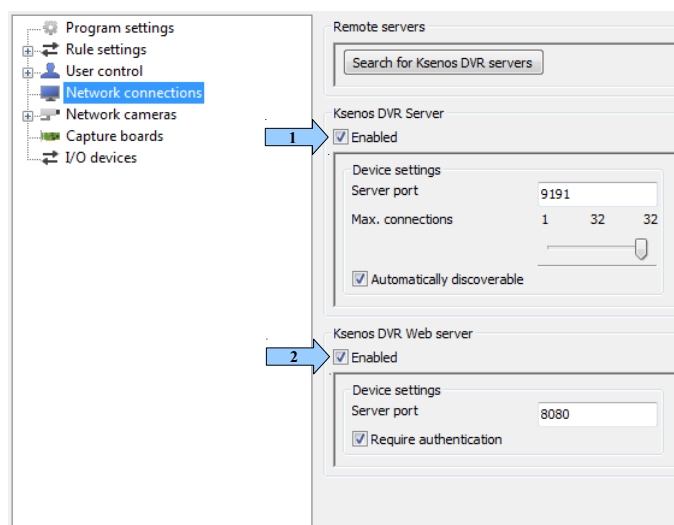 Program settings
Rule settings
User control
Network connections
Network cameras
Capture boards
I/O devices
Remote servers
Search for Ksenos DVR servers
Ksenos DVR Server
1
Enabled
Device settings
Server port 9191
Max. connections 1 32 32
Automatically discoverable
Ksenos DVR Web server
2
Enabled
Device settings
Server port 8080
Require authentication